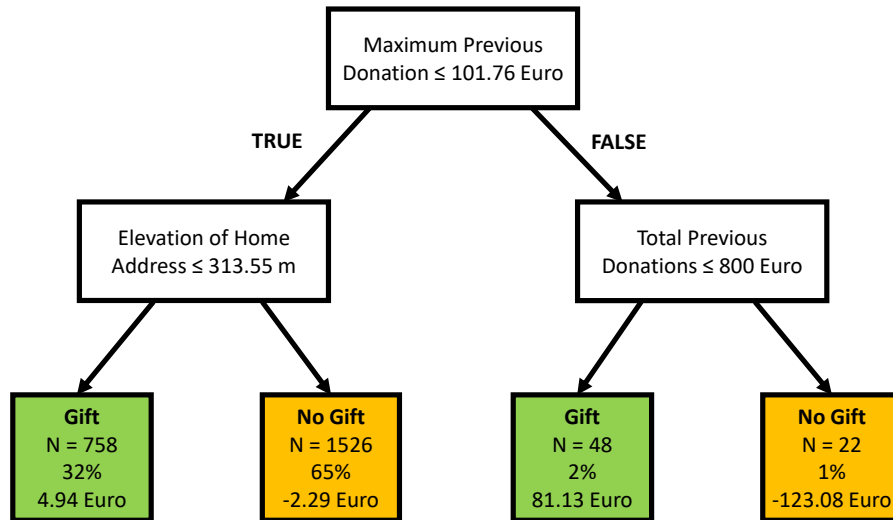 Maximum Previous
Donation ≤ 101.76 Euro
TRUE
FALSE
Elevation of Home
Address ≤ 313.55 m
Total Previous
Donations ≤ 800 Euro
Gift
N = 758
32%
4.94 Euro
No Gift
N = 1526
65%
-2.29 Euro
Gift
N = 48
2%
81.13 Euro
No Gift
N = 22
1%
-123.08 Euro